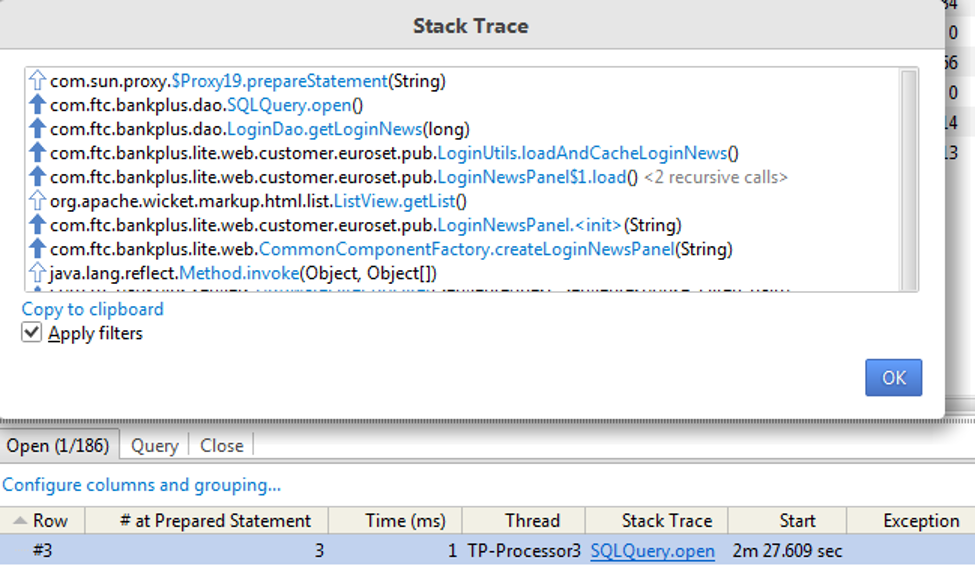 Stack Trace
com.sun.proxy.$Proxy19.prepareStatement(String)
com.ftc.bankplus.dao.SQLQuery.open()
com.ftc.bankplus.dao.LoginDao.getLoginNews(long)
com.ftc.bankplus.lite.web.customer.euroset.pub.LoginUtils.loadAndCacheLoginNews()
com.ftc.bankplus.lite.web.customer.euroset.pub.LoginNewsPanel$1.load() <2 recursive calls>
org.apache.wicket.markup.html.list.ListView.getList()
com.ftc.bankplus.lite.web.customer.euroset.pub.LoginNewsPanel.<init>(String)
com.ftc.bankplus.lite.web.CommonComponentFactory.createLoginNewsPanel(String)
java.lang.reflect.Method.invoke(Object, Object[])
Copy to clipboard
Apply filters
OK
0
0
13
Open (1/186) Query Close
Configure columns and grouping...
Row # at Prepared Statement Time (ms) Thread Stack Trace Start Exception
#3 3 1 TP-Processor3 SQLQuery.open 2m 27.609 sec